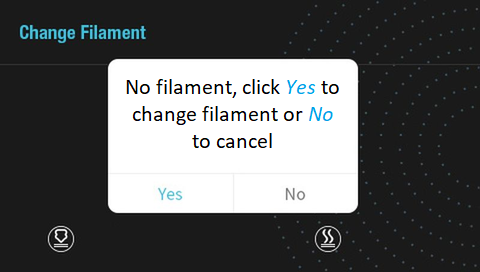 Change Filament
No filament, click Yes to
change filament or No
to cancel
Yes
No